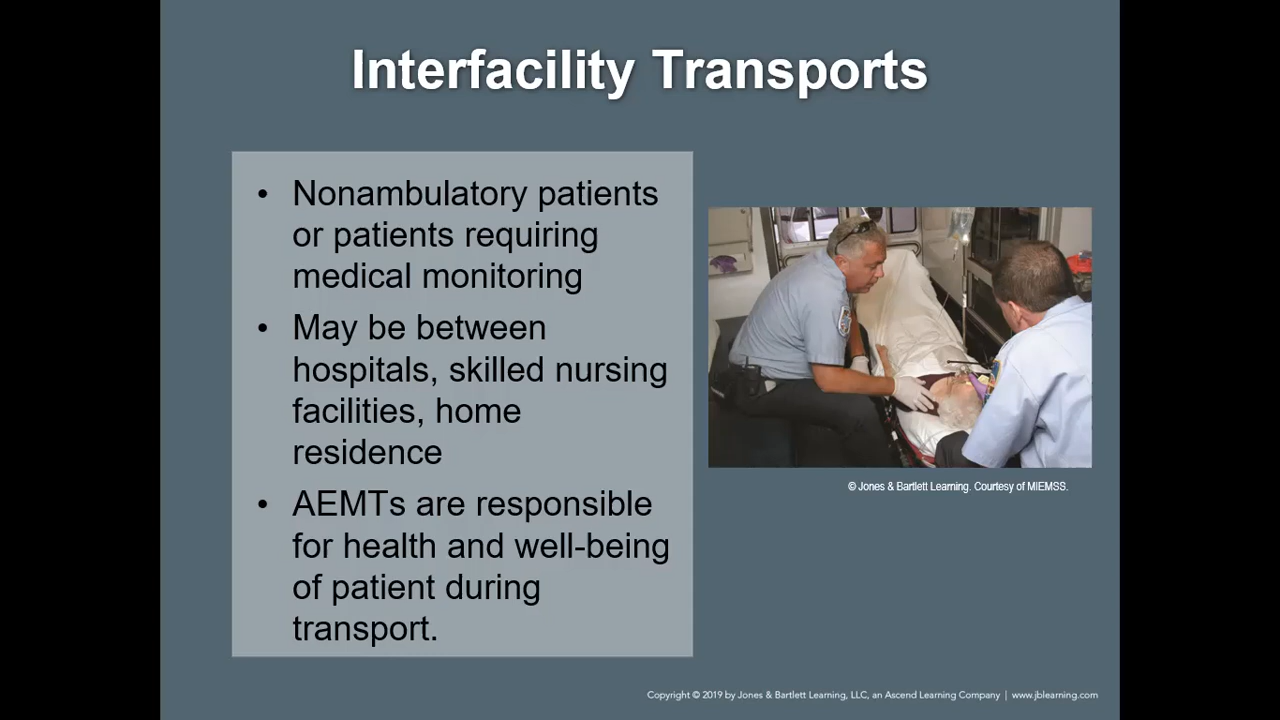 Interfacility Transports
• Nonambulatory patients
or patients requiring
medical monitoring
• May be between
hospitals, skilled nursing
facilities, home
residence
• AEMTs are responsible
for health and well-being
of patient during
transport.
© Jones & Bartlett Learning. Courtesy of MIEMSS.
Copyright © 2019 by Jones & Bartlett Learning, LLC, an Ascend Learning Company | www.jblearning.com